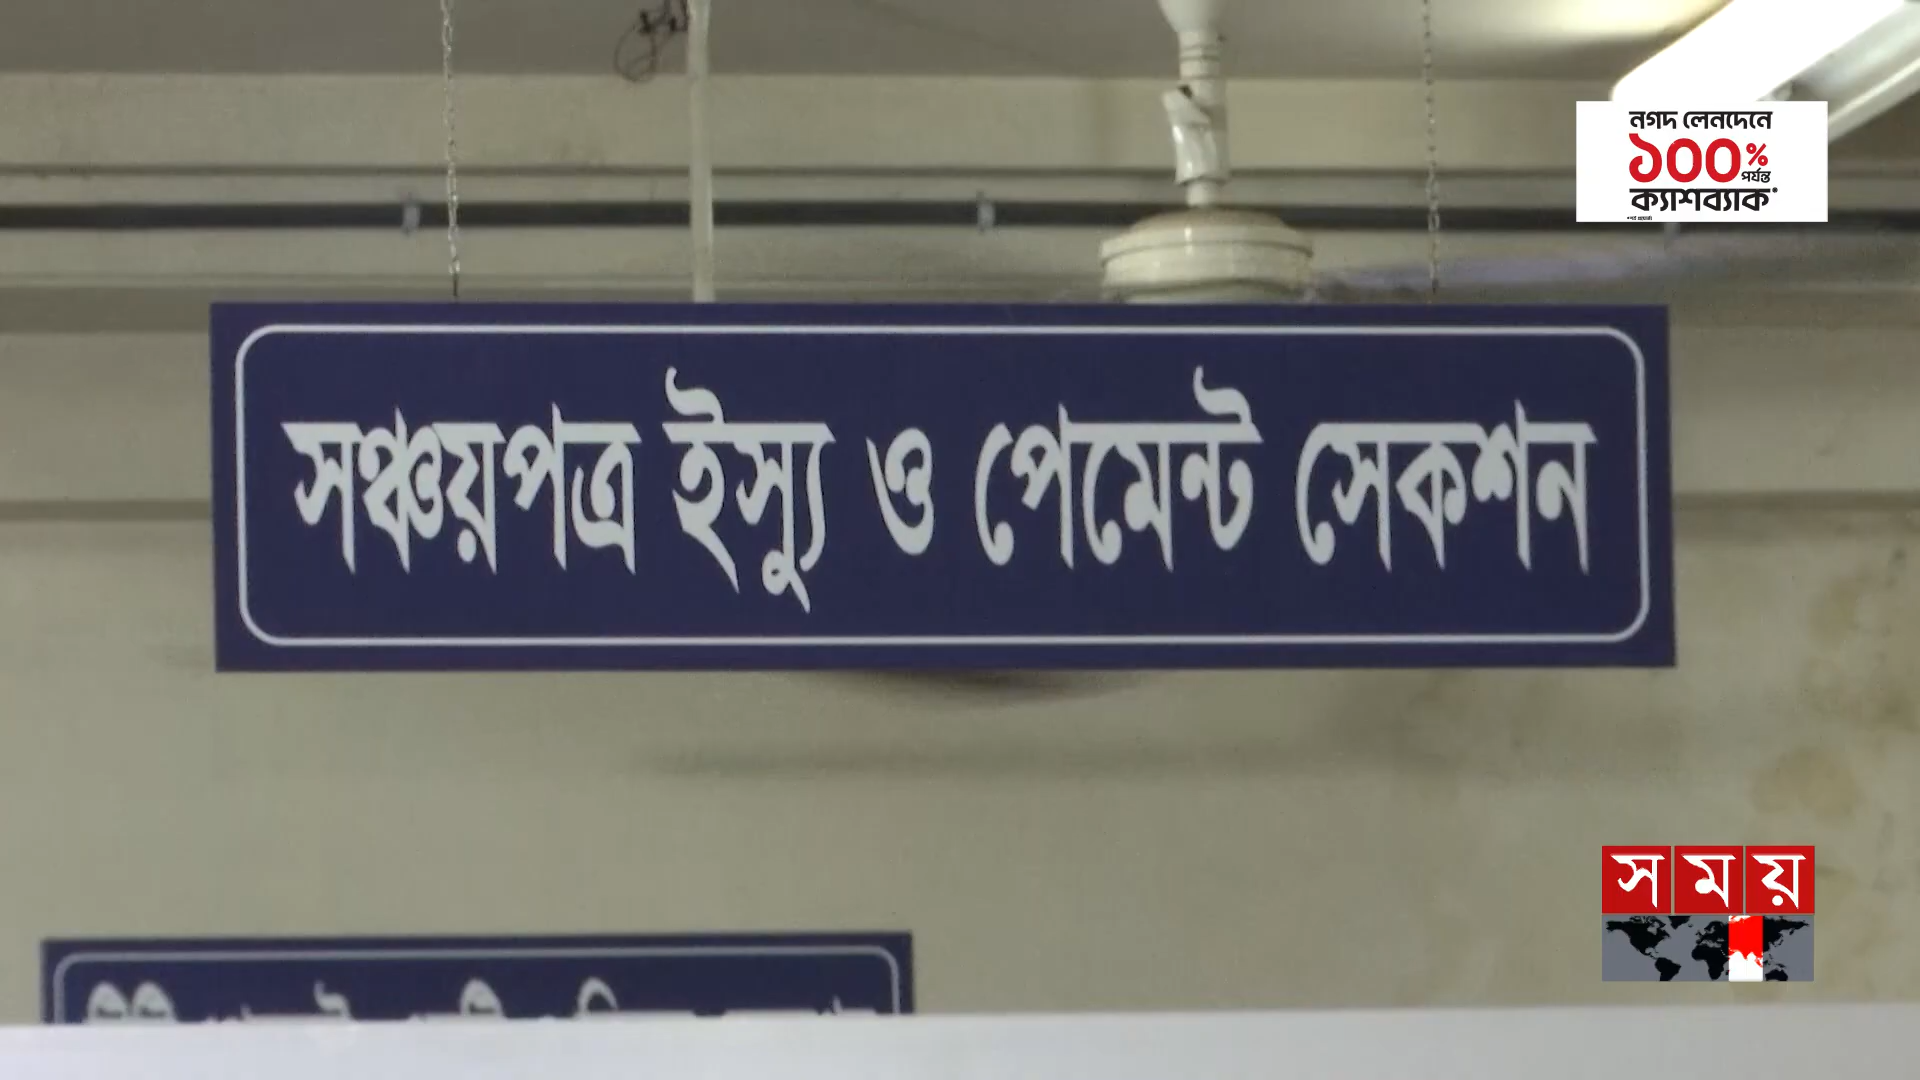 নগদ লেনদেনে
১০০%
পর্যন্ত
ক্যাশব্যাক*
সঞ্চয়পত্র ইস্যু ও পেমেন্ট সেকশন
সময়